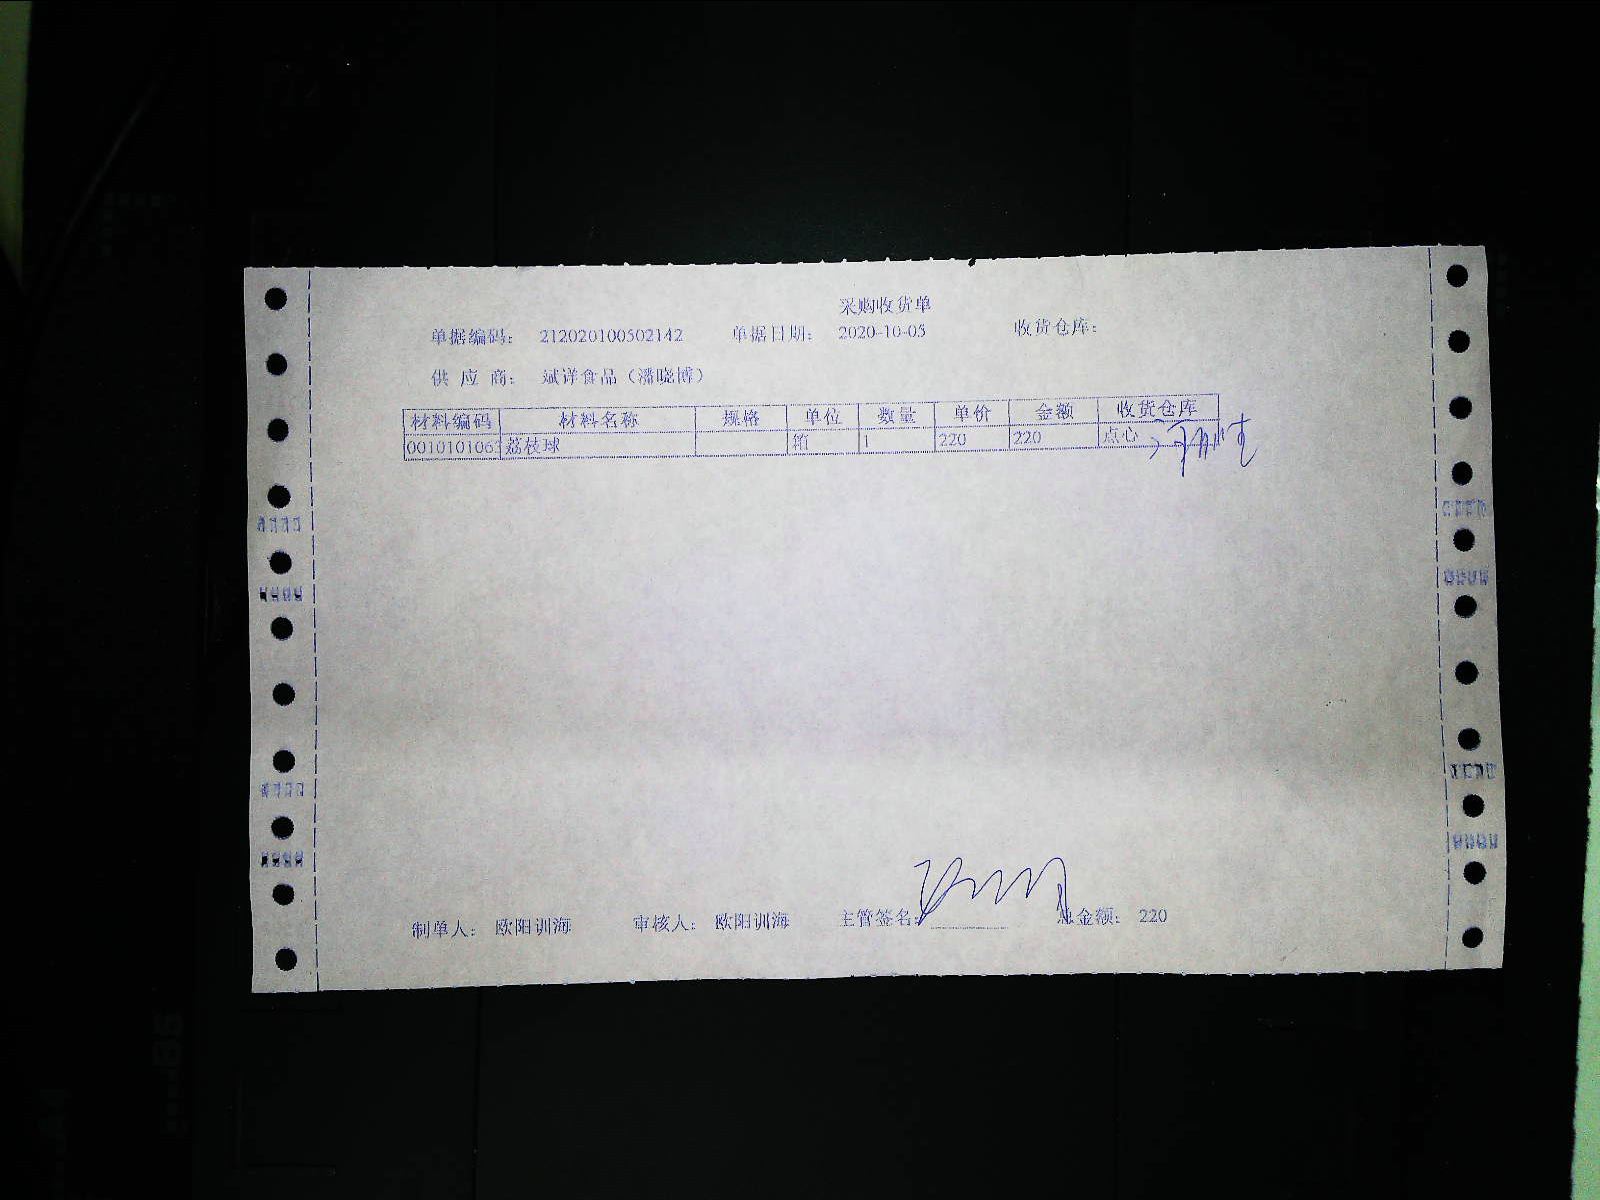 采购收货单
单据编码： 212020100502142 单据日期： 2020-10-05 收货仓库：
供 应 商： 斌详食品（潘晓博）
材料编码 材料名称 规格 单位 数量 单价 金额 收货仓库
0010101063 荔枝球 箱 1 220 220 点心
制单人： 欧阳训海 审核人： 欧阳训海 主管签名： 总金额： 220